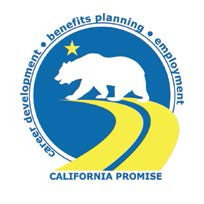 career development • benefits planning • employment
CALIFORNIA PROMISE